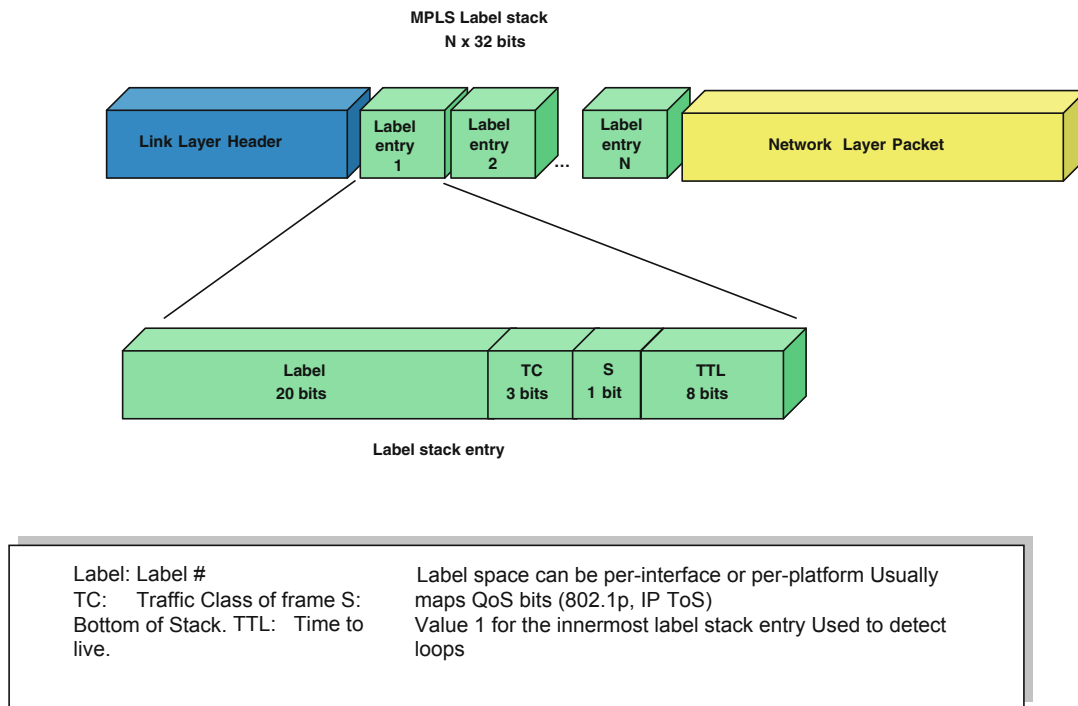 MPLS Label stack
N x 32 bits
Link Layer Header
Label
entry
1
Label
entry
2
...
Label
entry
N
Network Layer Packet
Label
20 bits
TC
3 bits
S
1 bit
TTL
8 bits
Label stack entry
Label: Label #
TC: Traffic Class of frame S:
Bottom of Stack. TTL: Time to
live.
Label space can be per-interface or per-platform Usually
maps QoS bits (802.1p, IP ToS)
Value 1 for the innermost label stack entry Used to detect
loops